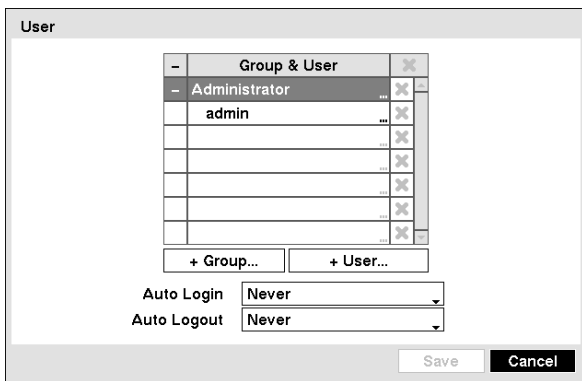 User
– Group & User
– Administrator ...
admin ...
...
...
...
...
...
+ Group... + User...
Auto Login Never
Auto Logout Never
Save Cancel